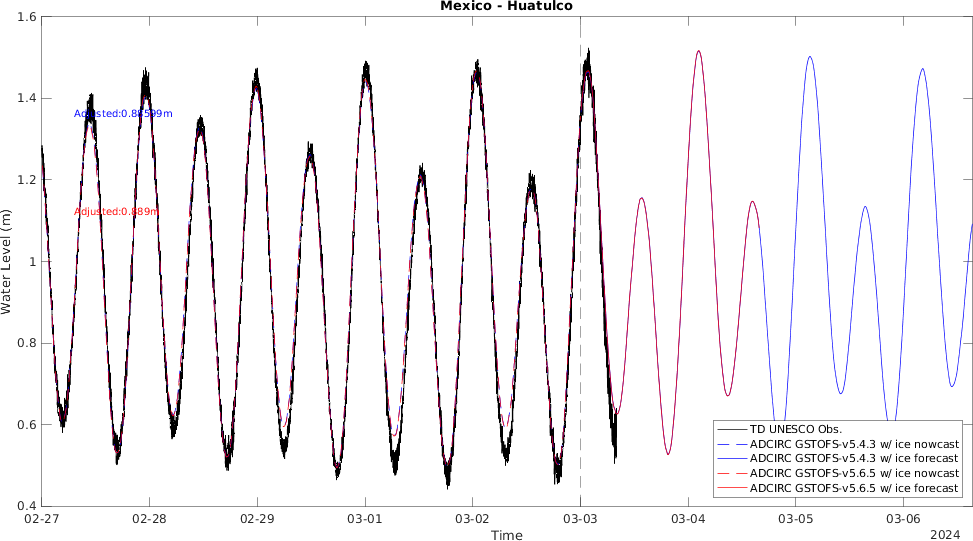 Mexico - Huatulco
1.6
1.4
1.2
1
0.8
0.6
0.4
Water Level (m)
Adjusted:0.88599m
Adjusted:0.889m
TD UNESCO Obs.
ADCIRC GSTOFS-v5.4.3 w/ ice nowcast
ADCIRC GSTOFS-v5.4.3 w/ ice forecast
ADCIRC GSTOFS-v5.6.5 w/ ice nowcast
ADCIRC GSTOFS-v5.6.5 w/ ice forecast
02-27 02-28 02-29 03-01 03-02 03-03 03-04 03-05 03-06
Time
2024